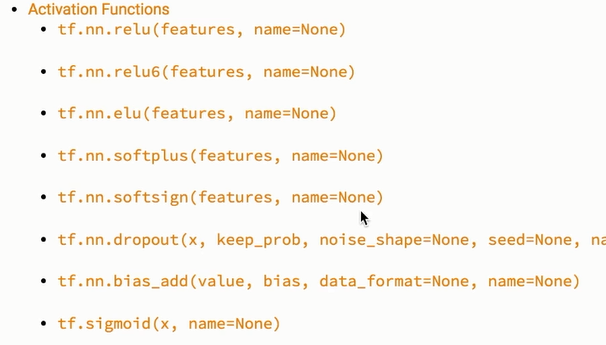 Activation Functions
tf.nn.relu(features, name=None)
tf.nn.relu6(features, name=None)
tf.nn.elu(features, name=None)
tf.nn.softplus(features, name=None)
tf.nn.softsign(features, name=None)
tf.nn.dropout(x, keep_prob, noise_shape=None, seed=None, na
tf.nn.bias_add(value, bias, data_format=None, name=None)
tf.sigmoid(x, name=None)